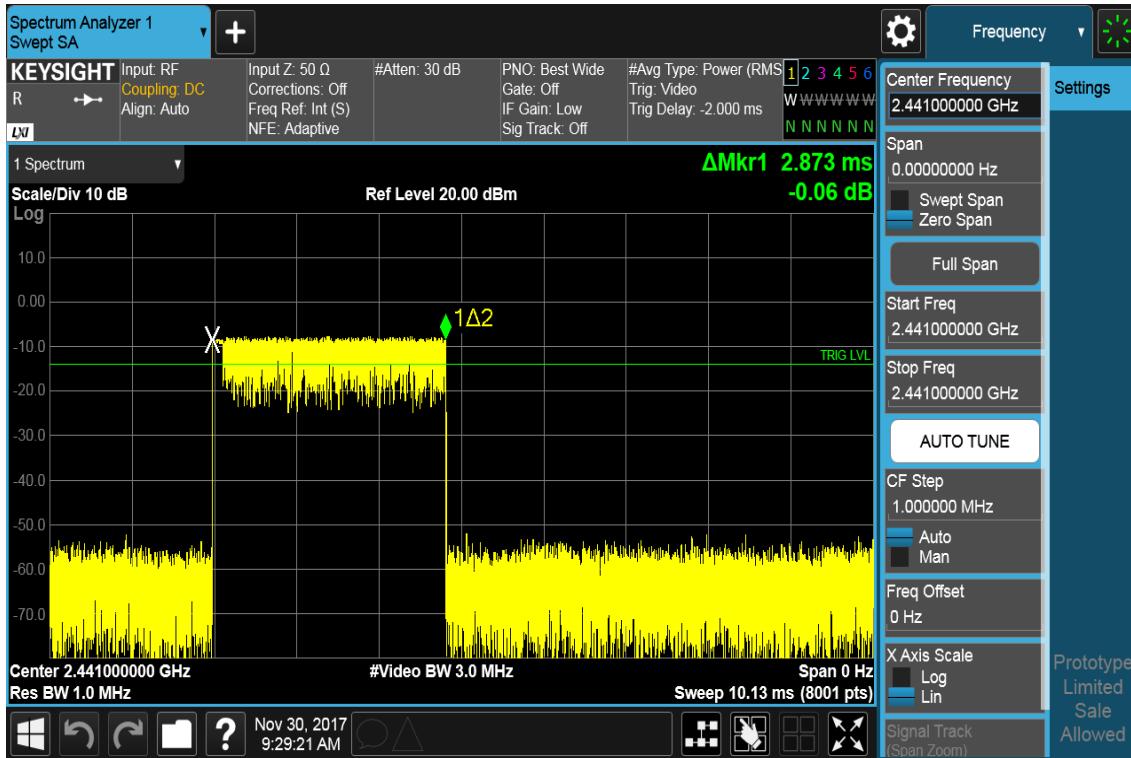 Spectrum Analyzer 1
Swept SA
+
Frequency
KEYSIGHT
R
LXI
Input: RF
Coupling: DC
Align: Auto
Input Z: 50 Ω
Corrections: Off
Freq Ref: Int (S)
NFE: Adaptive
#Atten: 30 dB
PNO: Best Wide
Gate: Off
IF Gain: Low
Sig Track: Off
#Avg Type: Power (RMS
Trig: Video
Trig Delay: -2.000 ms
1 2 3 4 5 6
W W W W W W
N N N N N N
1 Spectrum
ΔMkr1 2.873 ms
-0.06 dB
Scale/Div 10 dB
Ref Level 20.00 dBm
Log
10.0
0.00
-10.0
-20.0
-30.0
-40.0
-50.0
-60.0
-70.0
X
1Δ2
TRIG LVL
Center 2.441000000 GHz
#Video BW 3.0 MHz
Span 0 Hz
Res BW 1.0 MHz
Sweep 10.13 ms (8001 pts)
Nov 30, 2017
9:29:21 AM
?
Center Frequency
2.441000000 GHz
Span
0.00000000 Hz
Swept Span
Zero Span
Full Span
Start Freq
2.441000000 GHz
Stop Freq
2.441000000 GHz
AUTO TUNE
CF Step
1.000000 MHz
Auto
Man
Freq Offset
0 Hz
X Axis Scale
Log
Lin
Signal Track
(Span Zoom)
Settings
Prototype
Limited
Sale
Allowed